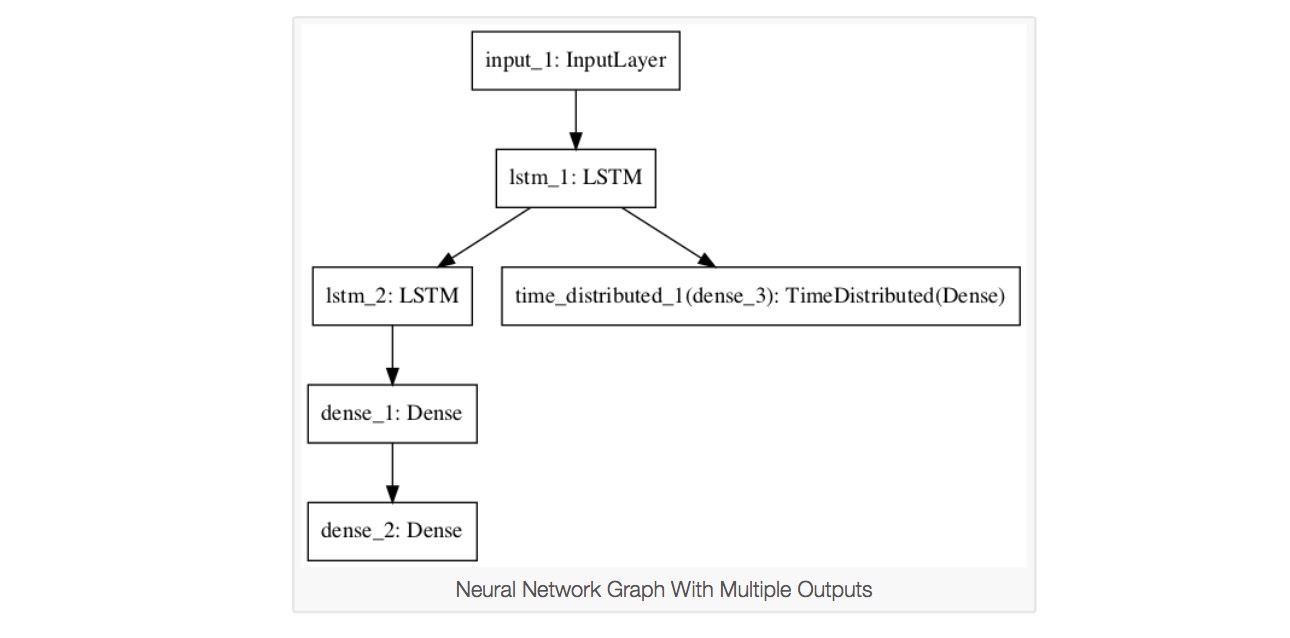 input_1: InputLayer
lstm_1: LSTM
lstm_2: LSTM
time_distributed_1(dense_3): TimeDistributed(Dense)
dense_1: Dense
dense_2: Dense
Neural Network Graph With Multiple Outputs